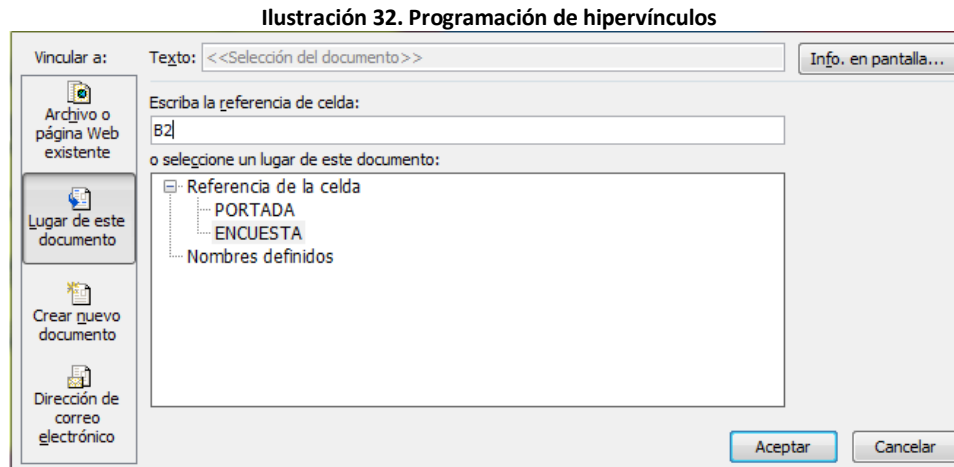 Ilustración 32. Programación de hipervínculos
Vincular a:
Texto: <<Selección del documento>>
Info. en pantalla...
Archivo o
página Web
existente
Escriba la referencia de celda:
B2
o seleccione un lugar de este documento:
Referencia de la celda
PORTADA
ENCUESTA
Nombres definidos
Lugar de este
documento
Crear nuevo
documento
Dirección de
correo
electrónico
Aceptar
Cancelar